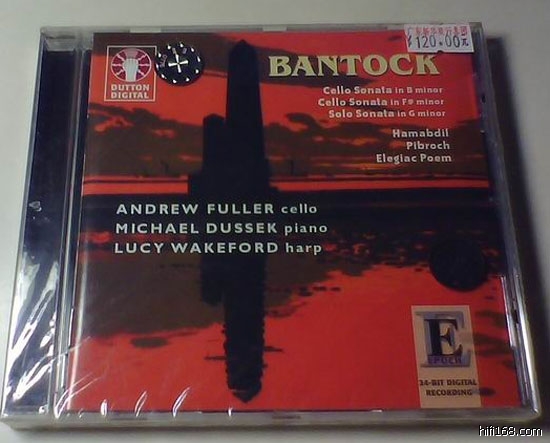 DUTTON
DIGITAL
120.00元
BANTOCK
Cello Sonata in B minor
Cello Sonata in F# minor
Solo Sonata in G minor
Hamabdil
Pibroch
Elegiac Poem
ANDREW FULLER cello
MICHAEL DUSSEK piano
LUCY WAKEFORD harp
E
EPOCH
24-BIT DIGITAL
RECORDING
hifi168.com